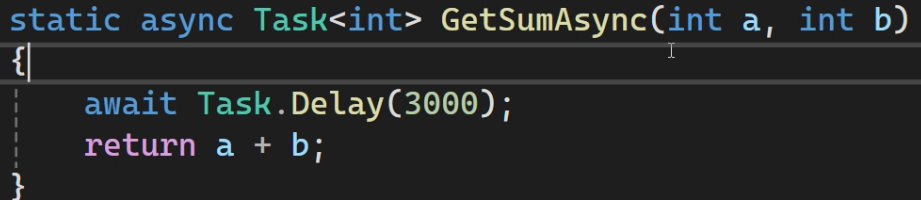 static async Task<int> GetSumAsync(int a, int b)
{
    await Task.Delay(3000);
    return a + b;
}